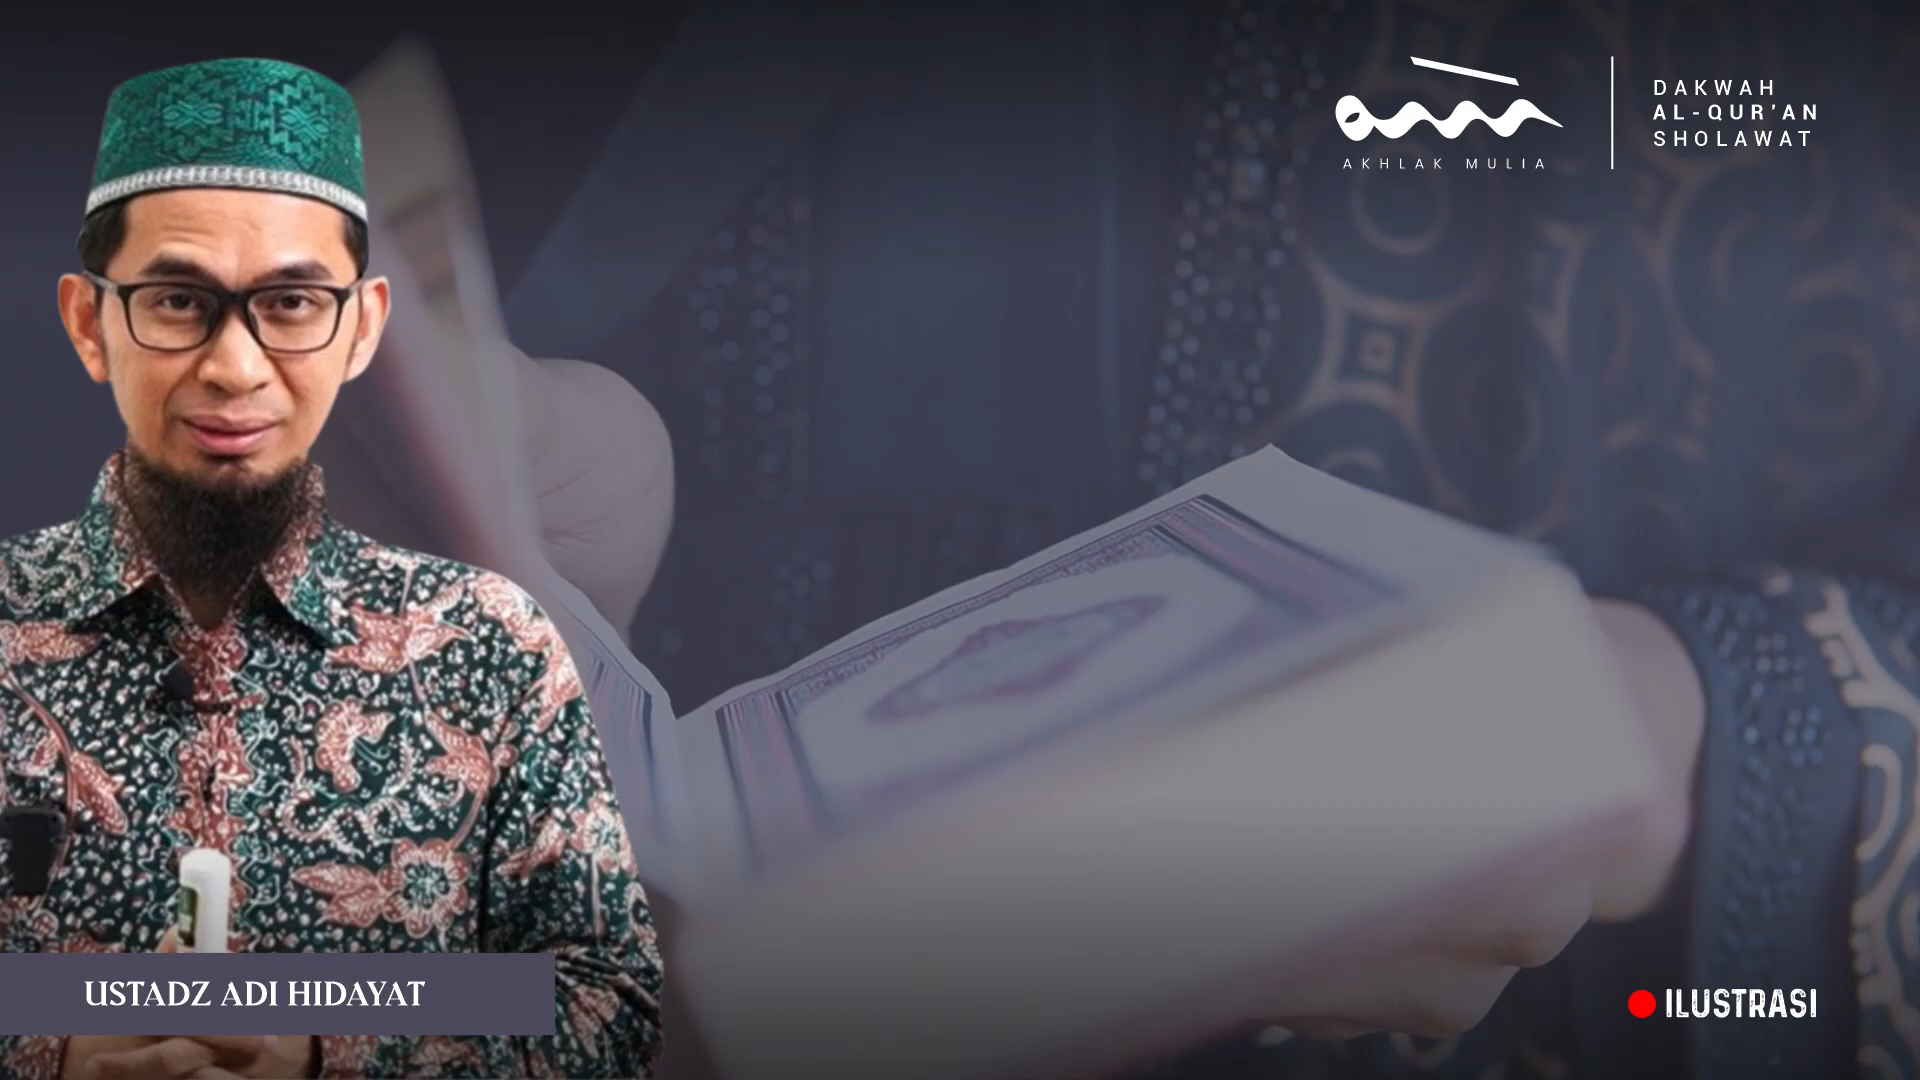 AKHLAK MULIA
DAKWAH
AL-QUR'AN
SHOLAWAT
USTADZ ADI HIDAYAT
ILUSTRASI